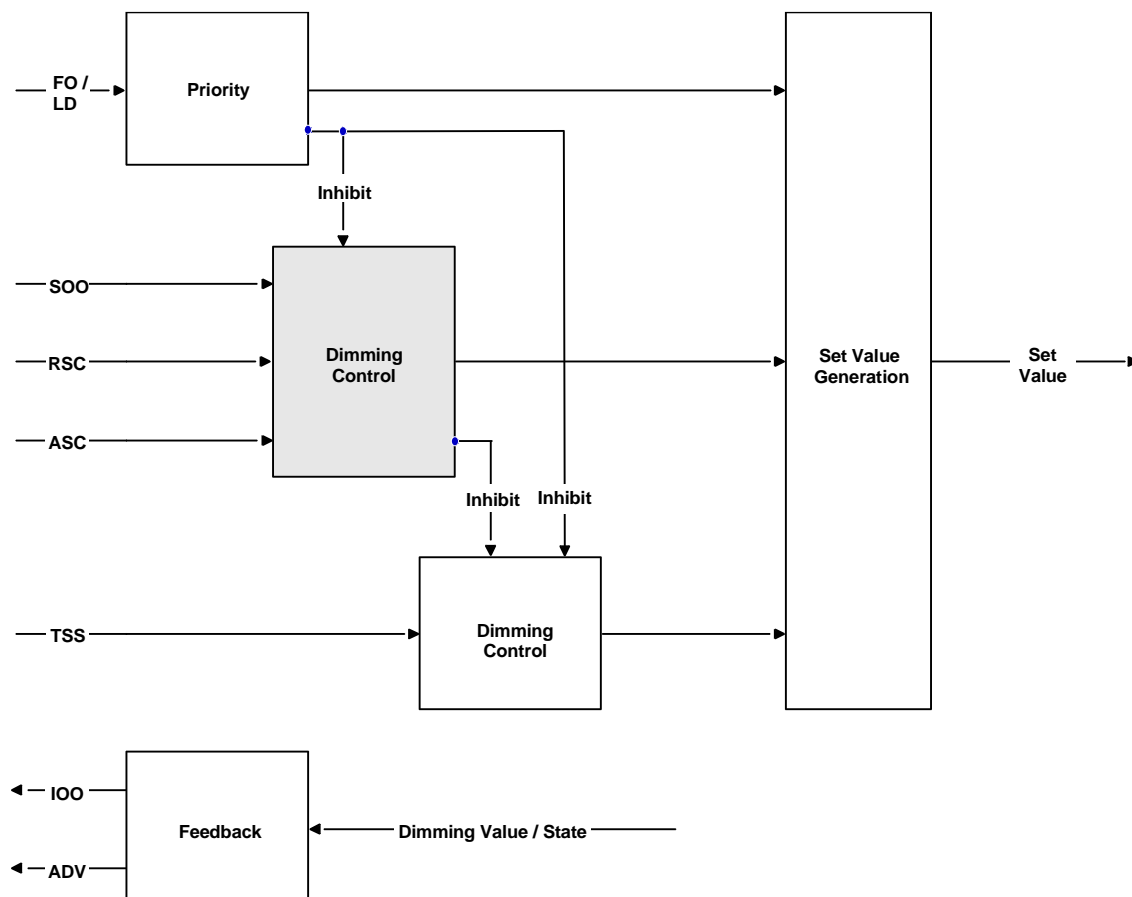 FO /
LD
Priority
Inhibit
SOO
RSC
ASC
Dimming
Control
Set Value
Generation
Set
Value
Inhibit
Inhibit
TSS
Dimming
Control
IOO
ADV
Feedback
Dimming Value / State